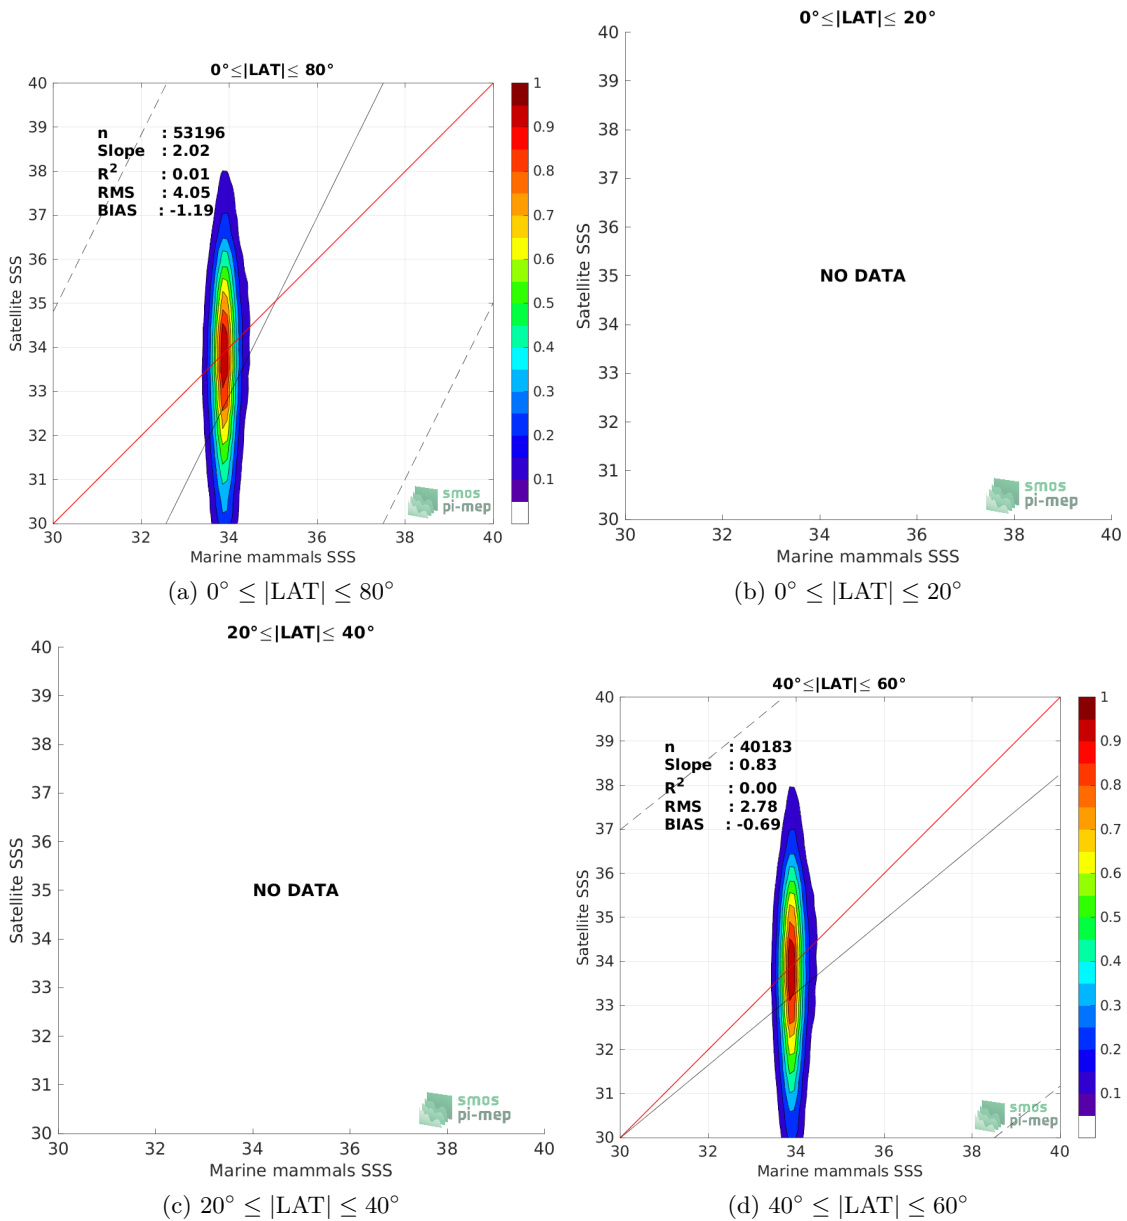 0°≤|LAT|≤ 80°
40
39
38
37
36
35
34
33
32
31
30
Satellite SSS
n : 53196
Slope : 2.02
R2 : 0.01
RMS : 4.05
BIAS : -1.19
1
0.9
0.8
0.7
0.6
0.5
0.4
0.3
0.2
0.1
smos
pi-mep
30 32 34 36 38 40
Marine mammals SSS
(a) 0° ≤ |LAT| ≤ 80°
0°≤|LAT|≤ 20°
40
39
38
37
36
35
34
33
32
31
30
Satellite SSS
NO DATA
smos
pi-mep
30 32 34 36 38 40
Marine mammals SSS
(b) 0° ≤ |LAT| ≤ 20°
20°≤|LAT|≤ 40°
40
39
38
37
36
35
34
33
32
31
30
Satellite SSS
NO DATA
smos
pi-mep
30 32 34 36 38 40
Marine mammals SSS
(c) 20° ≤ |LAT| ≤ 40°
40°≤|LAT|≤ 60°
40
39
38
37
36
35
34
33
32
31
30
Satellite SSS
n : 40183
Slope : 0.83
R2 : 0.00
RMS : 2.78
BIAS : -0.69
1
0.9
0.8
0.7
0.6
0.5
0.4
0.3
0.2
0.1
smos
pi-mep
30 32 34 36 38 40
Marine mammals SSS
(d) 40° ≤ |LAT| ≤ 60°